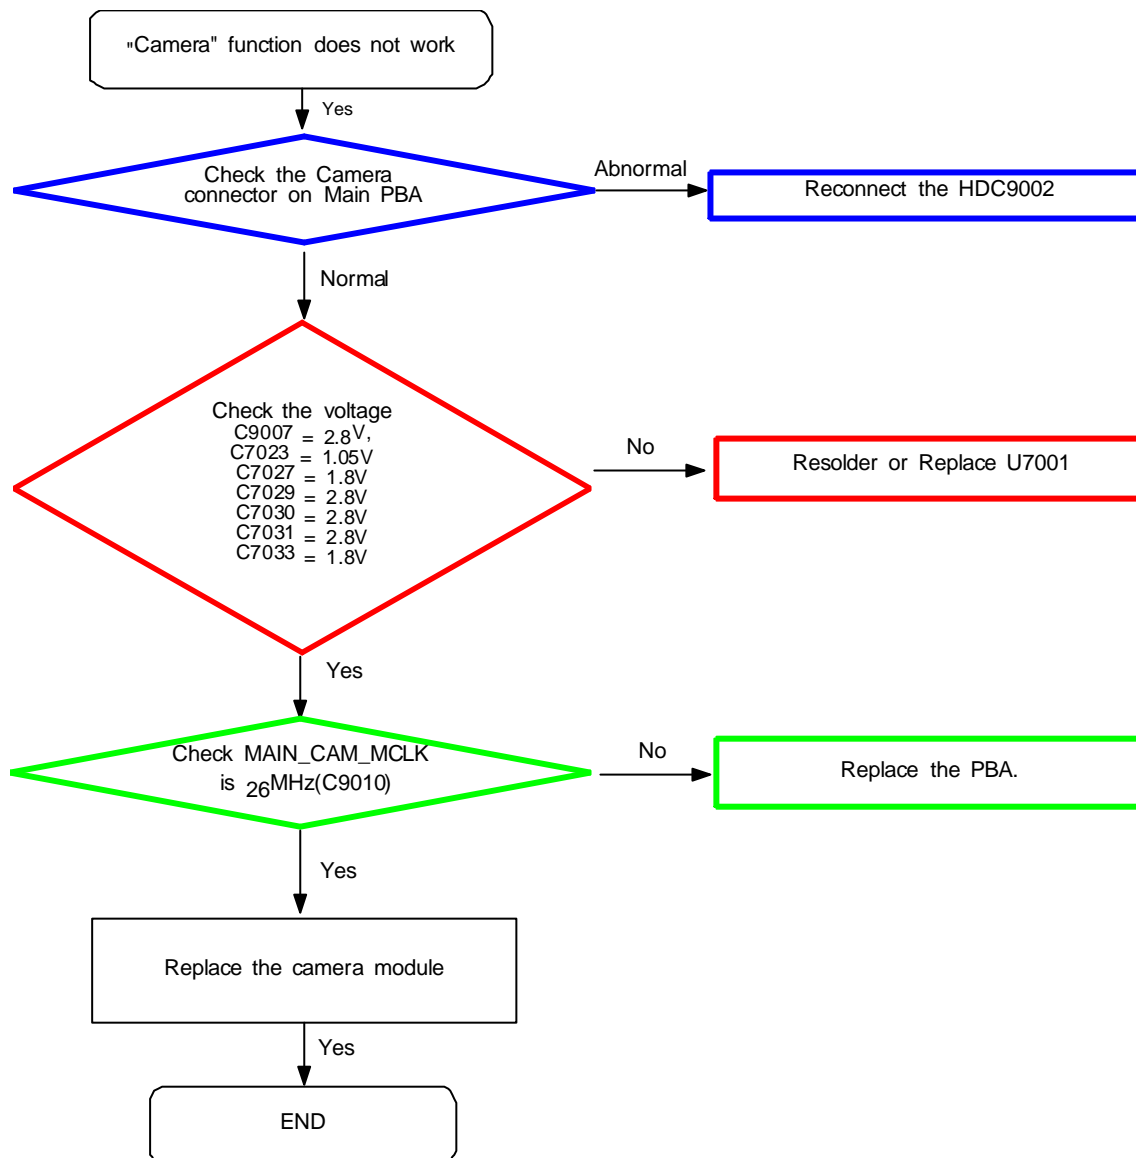 "Camera" function does not work
Yes
Check the Camera
connector on Main PBA
Abnormal
Reconnect the HDC9002
Normal
Check the voltage
C9007 = 2.8V,
C7023 = 1.05V
C7027 = 1.8V
C7029 = 2.8V
C7030 = 2.8V
C7031 = 2.8V
C7033 = 1.8V
No
Resolder or Replace U7001
Yes
Check MAIN_CAM_MCLK
is 26MHz(C9010)
No
Replace the PBA.
Yes
Replace the camera module
Yes
END